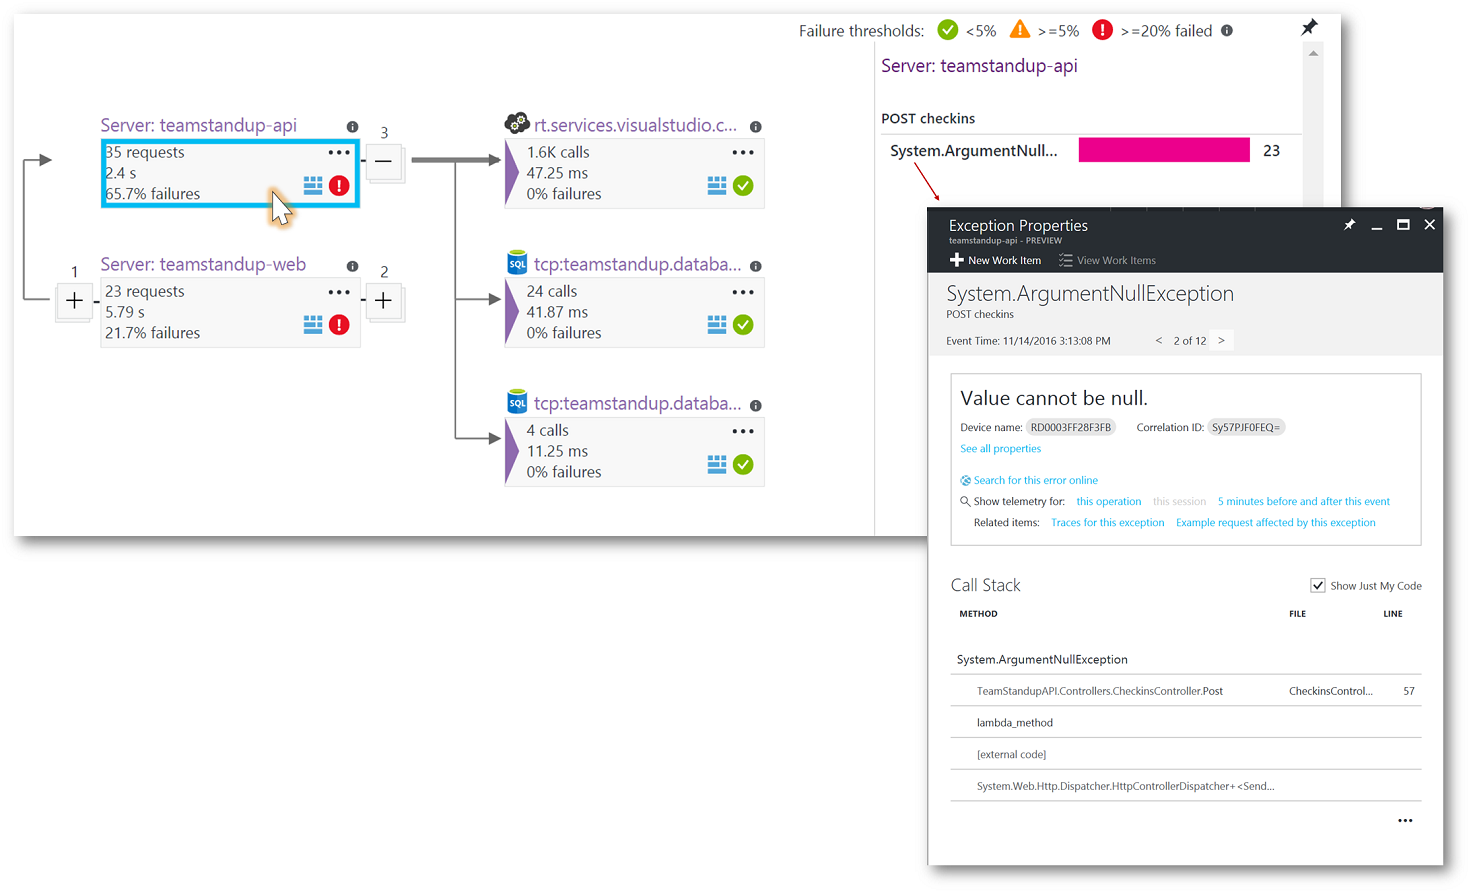 Failure thresholds: <5% >=5% >=20% failed
Server: teamstandup-api
35 requests
2.4 s
65.7% failures
3
rt.services.visualstudio.c...
1.6K calls
47.25 ms
0% failures
1
Server: teamstandup-web
23 requests
5.79 s
21.7% failures
2
tcp:teamstandup.databa...
24 calls
41.87 ms
0% failures
tcp:teamstandup.databa...
4 calls
11.25 ms
0% failures
SQL
SQL
Server: teamstandup-api
POST checkins
System.ArgumentNull... 23
Exception Properties
teamstandup-api - PREVIEW
New Work Item View Work Items
System.ArgumentNullException
POST checkins
Event Time: 11/14/2016 3:13:08 PM < 2 of 12 >
Value cannot be null.
Device name: RD0003FF28F3FB Correlation ID: Sy57PJF0FEQ=
See all properties
Search for this error online
Show telemetry for: this operation this session 5 minutes before and after this event
Related items: Traces for this exception Example request affected by this exception
Call Stack Show Just My Code
METHOD FILE LINE
System.ArgumentNullException
TeamStandupAPI.Controllers.CheckinsController.Post CheckinsControl... 57
lambda_method
[external code]
System.Web.Http.Dispatcher.HttpControllerDispatcher+<Send...